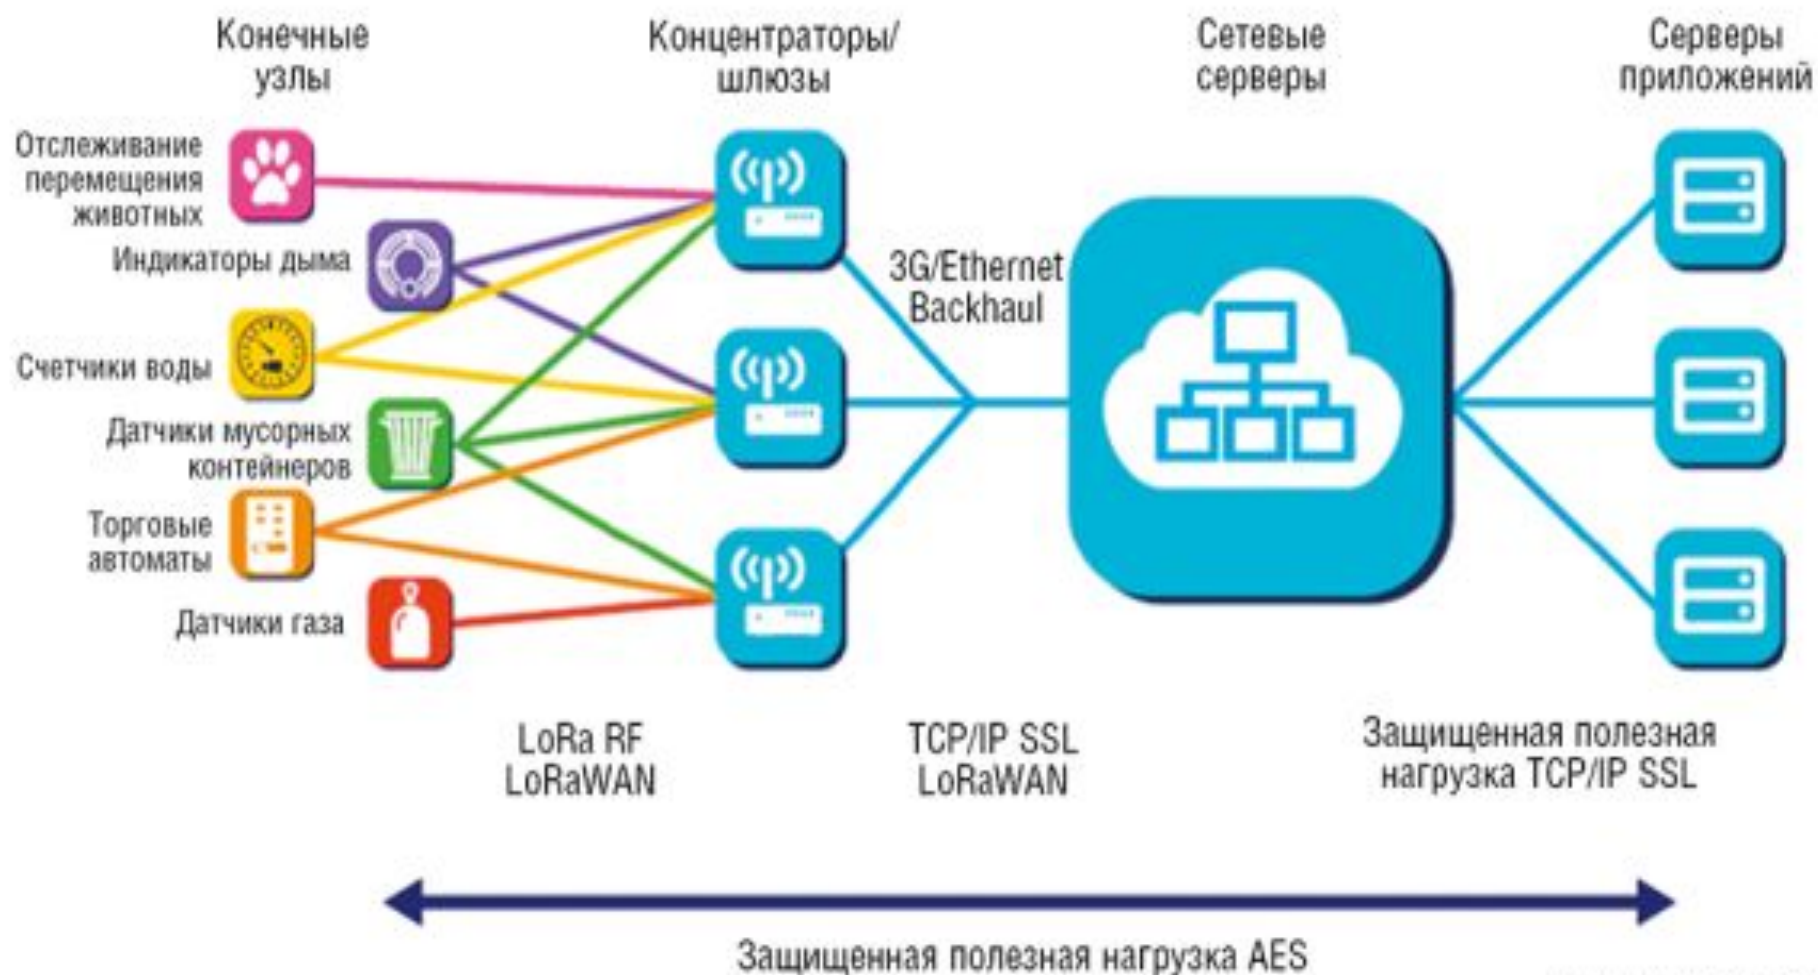 Конечные
узлы
Концентраторы/
шлюзы
Сетевые
серверы
Серверы
приложений
Отслеживание
перемещения
животных
Индикаторы дыма
Счетчики воды
Датчики мусорных
контейнеров
Торговые
автоматы
Датчики газа
3G/Ethernet
Backhaul
LoRa RF
LoRaWAN
TCP/IP SSL
LoRaWAN
Защищенная полезная
нагрузка TCP/IP SSL
Защищенная полезная нагрузка AES